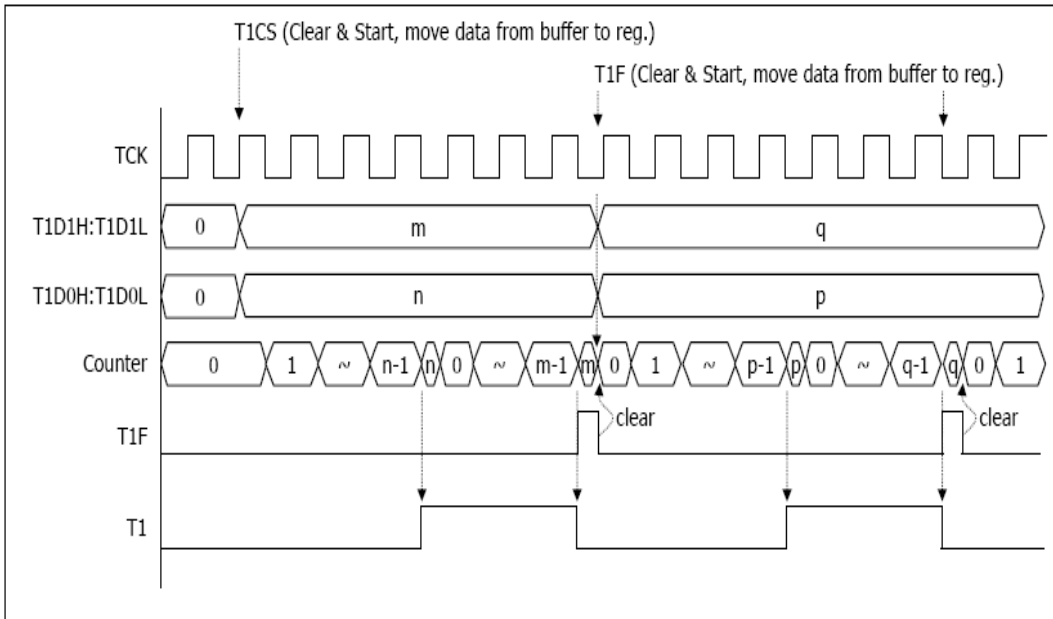 T1CS (Clear & Start, move data from buffer to reg.)
T1F (Clear & Start, move data from buffer to reg.)
TCK
T1D1H:T1D1L 0 m q
T1D0H:T1D0L 0 n p
Counter 0 1 ~ n-1 n 0 ~ m-1 m 0 1 ~ p-1 p 0 ~ q-1 q 0 1
clear clear
T1F
T1